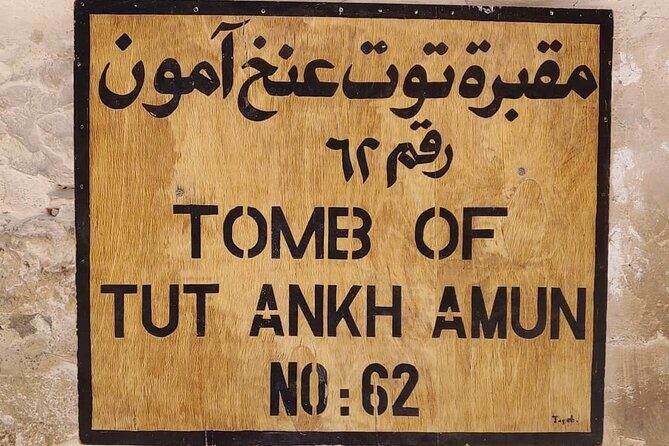 مقبرة توت عنخ آمون
رقم ٦٢
TOMB OF
TUT ANKH AMUN
NO: 62